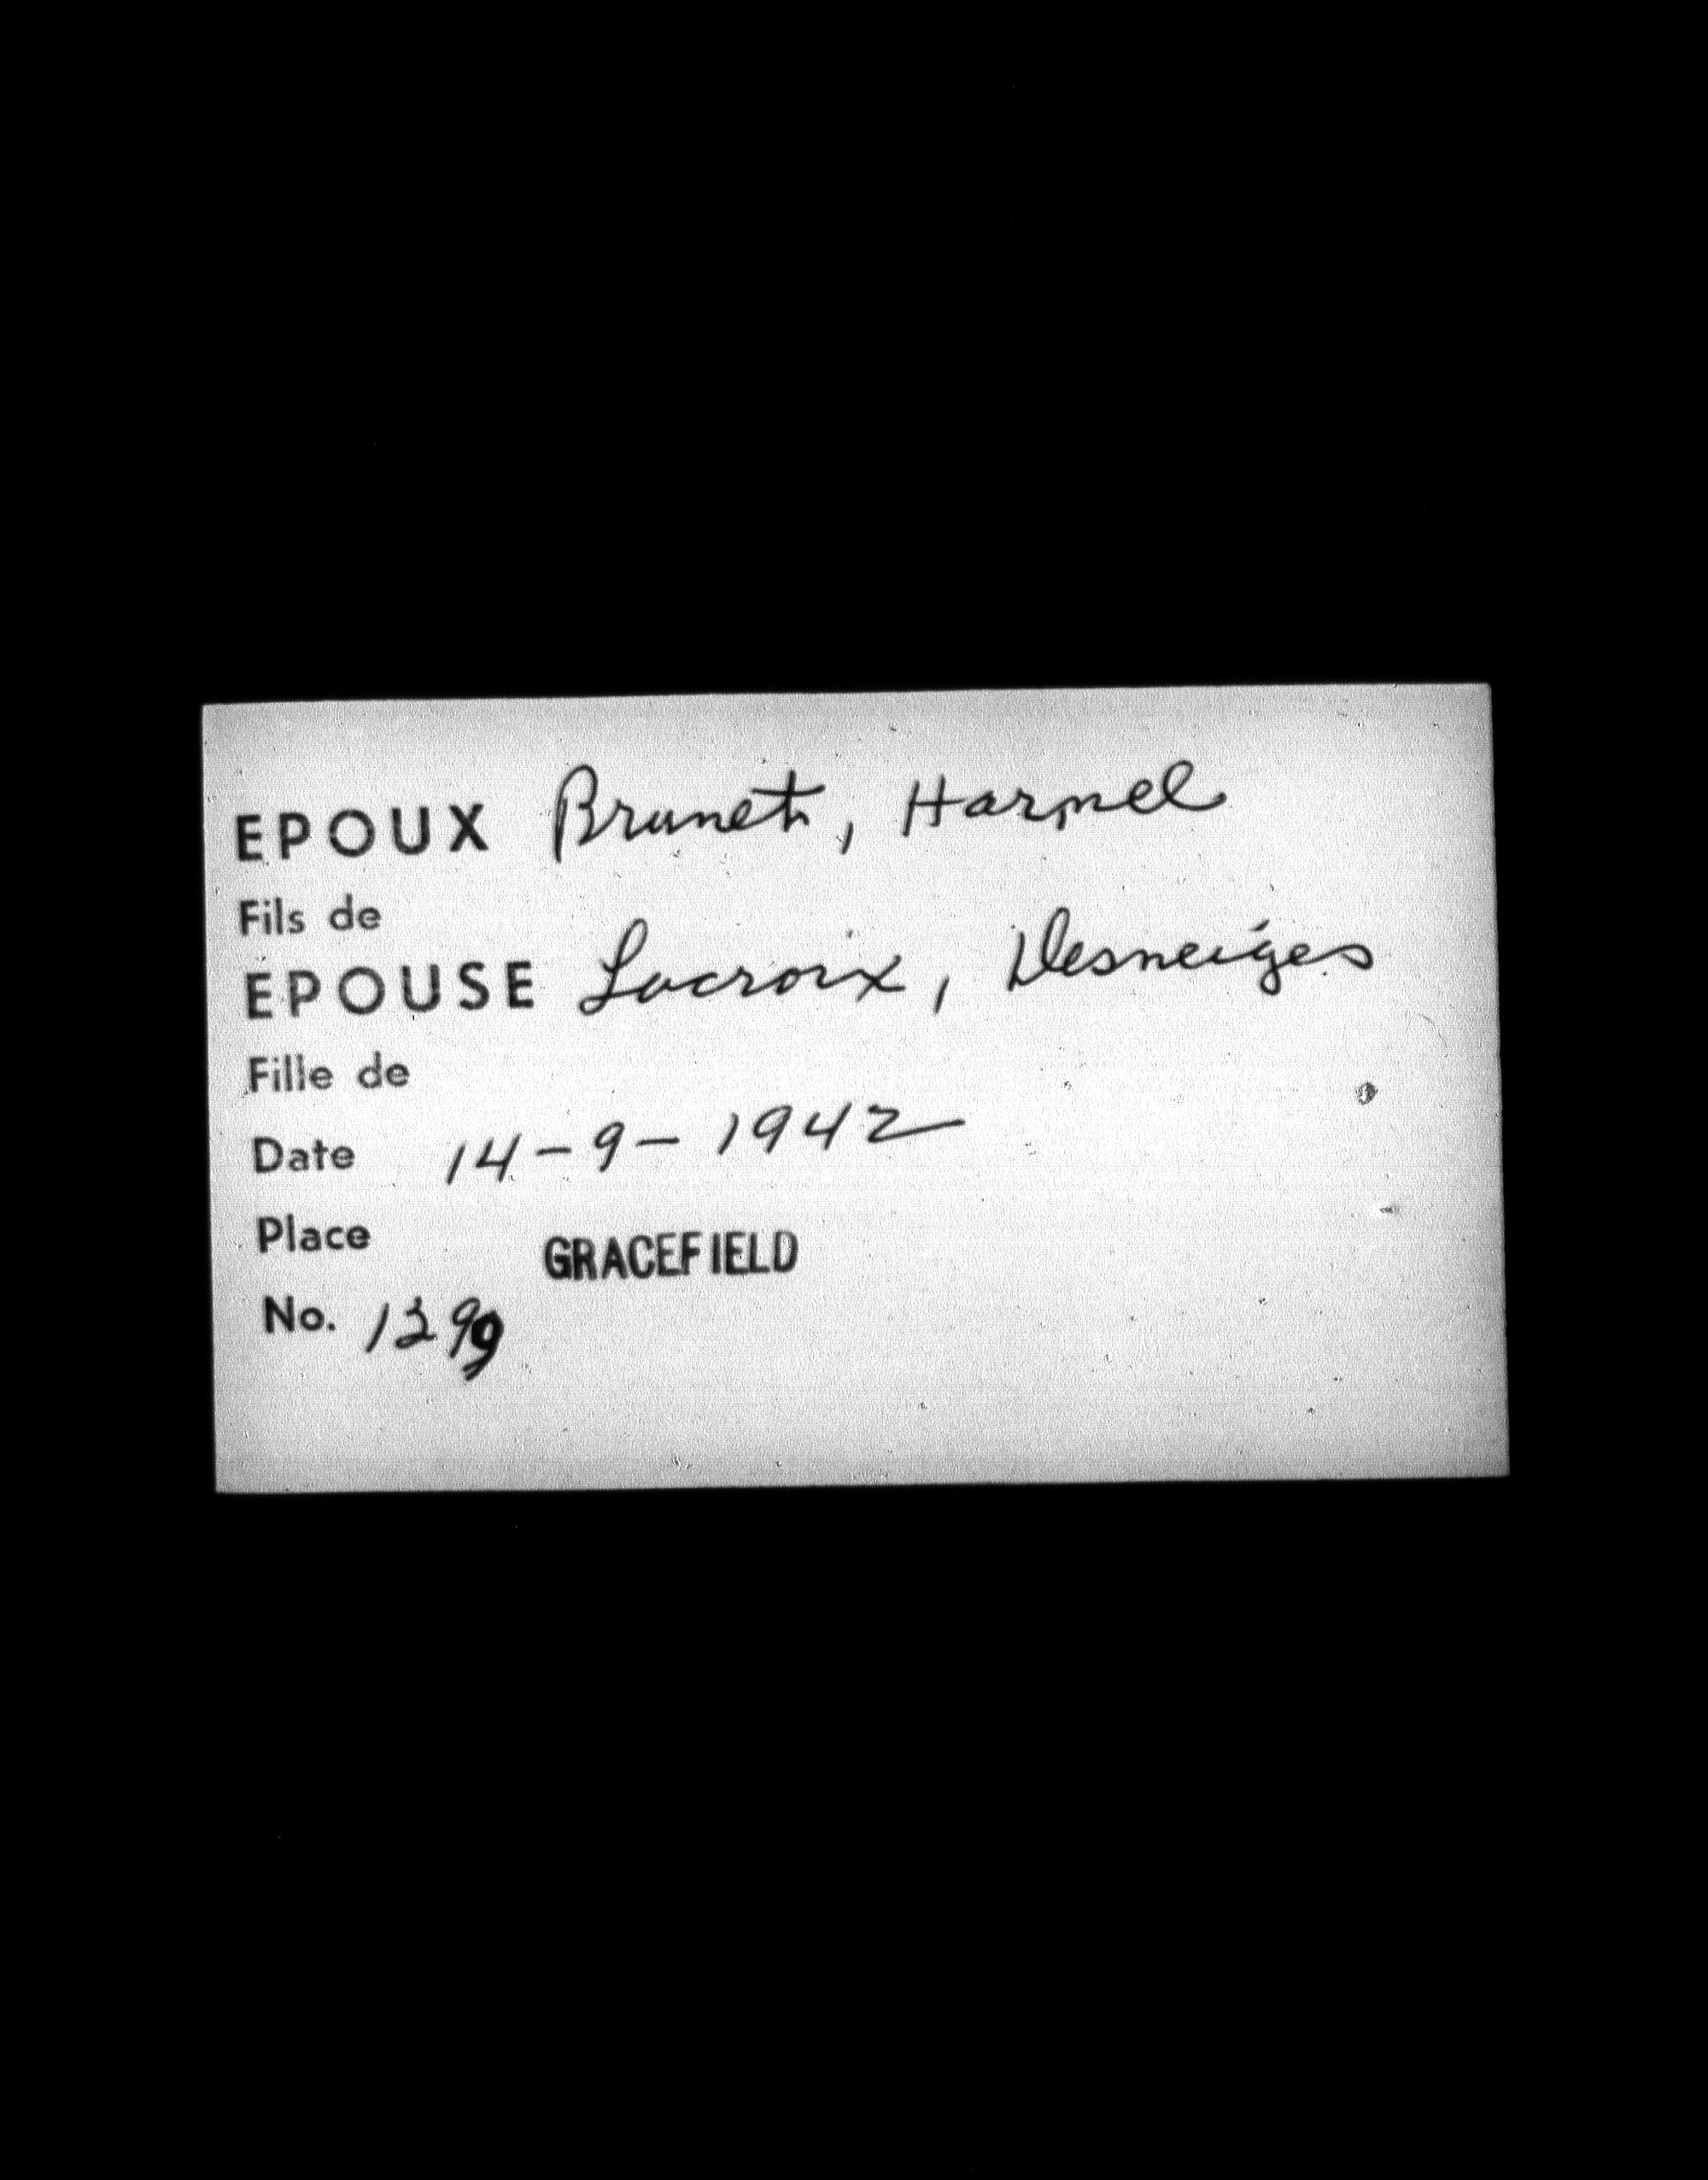 EPOUX Brunet, Harmel
Fils de
EPOUSE Lacroix, Desneiges
Fille de
Date 14-9-1942
Place GRACEFIELD
No. 1299